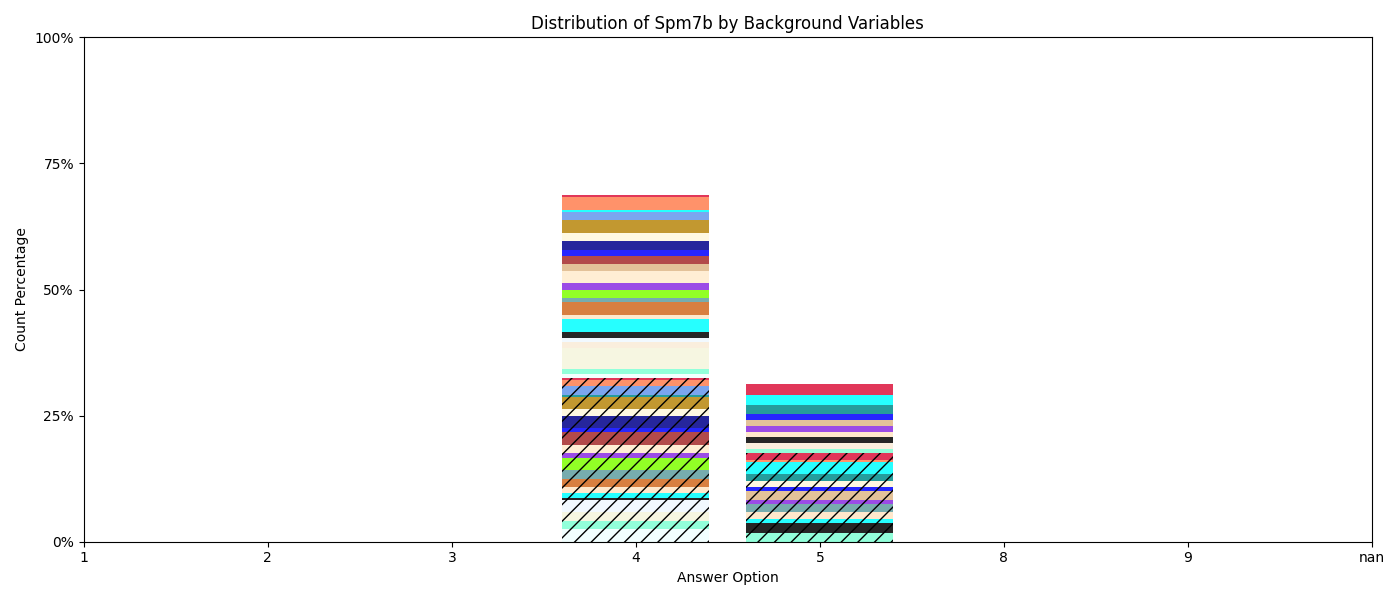 Distribution of Spm7b by Background Variables
100%
75%
50%
25%
0%
Count Percentage
1 2 3 4 5 8 9 nan
Answer Option